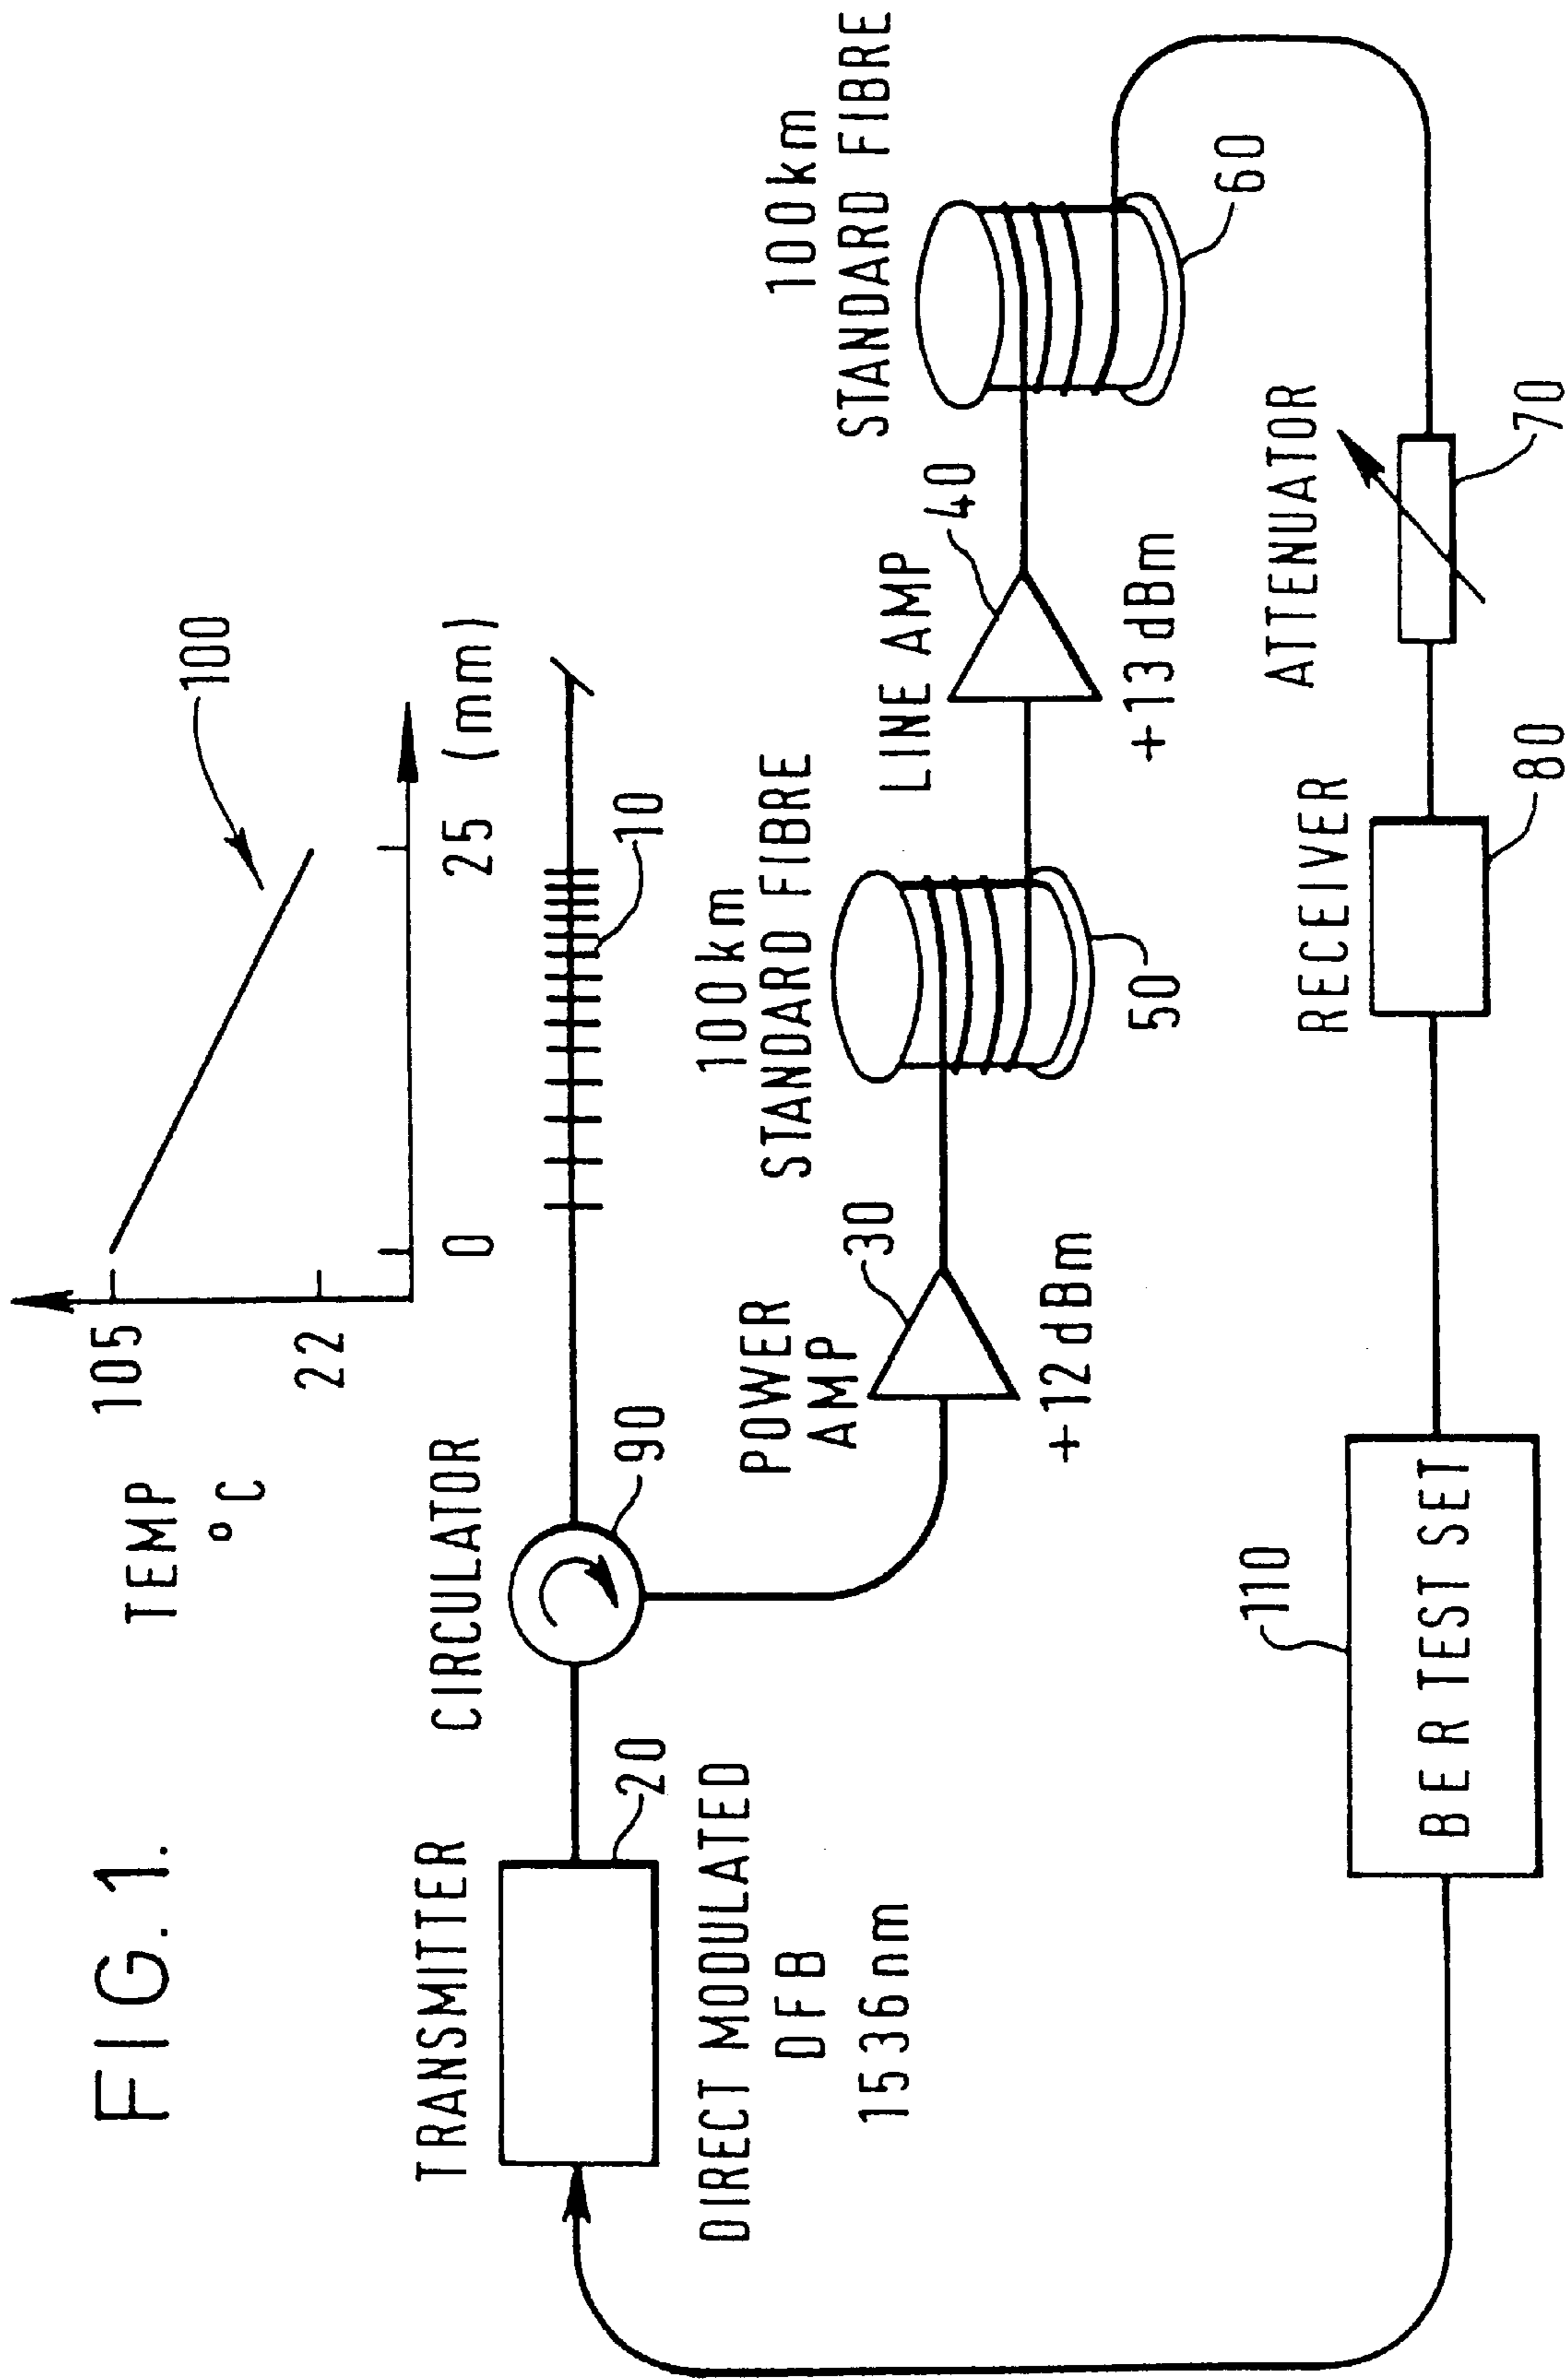 FIG.1.
TEMP
°C
105
22
0
25 (mm)
100
TRANSMITTER
20
DIRECT MODULATED
DFB
1536nm
CIRCULATOR
90
10
POWER
AMP
30
+12dBm
100km
STANDARD FIBRE
50
LINE AMP
40
+13dBm
100km
STANDARD FIBRE
60
ATTENUATOR
70
RECEIVER
80
110
BER TEST SET